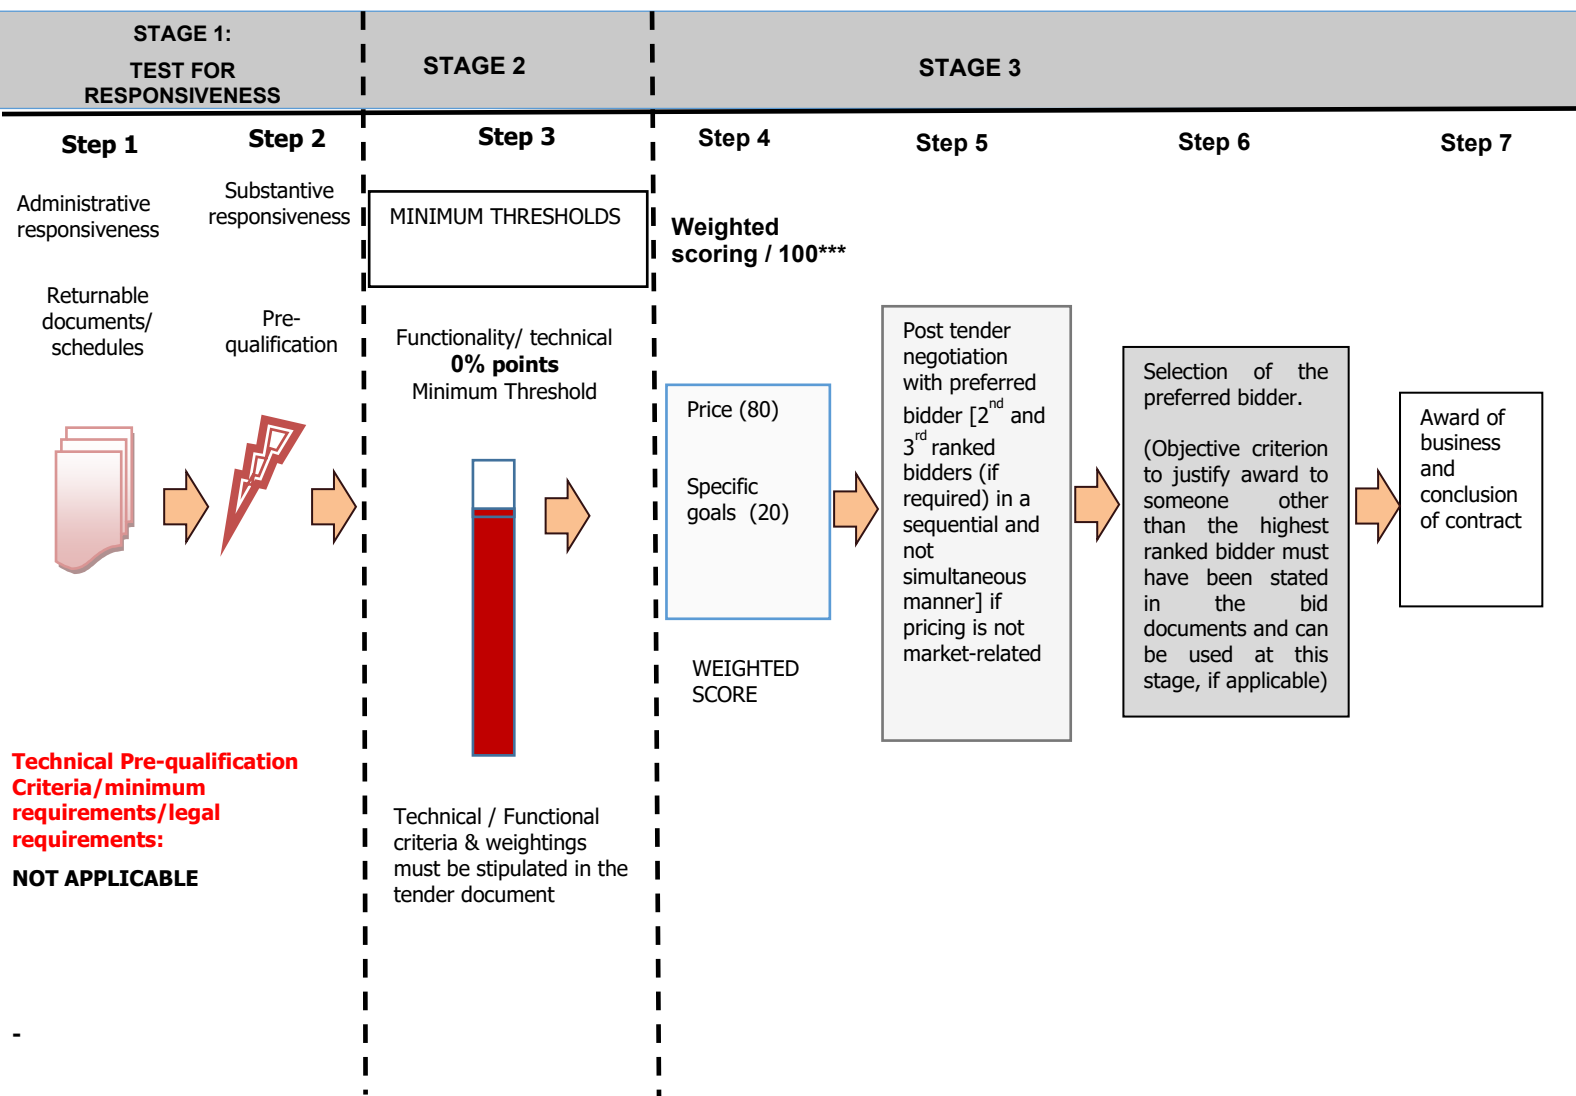 STAGE 1:
TEST FOR
RESPONSIVENESS
STAGE 2
STAGE 3
Step 1
Step 2
Step 3
Step 4
Step 5
Step 6
Step 7
Administrative
responsiveness
Substantive
responsiveness
MINIMUM THRESHOLDS
Weighted
scoring / 100***
Returnable
documents/
schedules
Pre-
qualification
Functionality/ technical
0% points
Minimum Threshold
Price (80)
Specific
goals (20)
WEIGHTED
SCORE
Post tender
negotiation
with preferred
bidder [2nd and
3rd ranked
bidders (if
required) in a
sequential and
not
simultaneous
manner] if
pricing is not
market-related
Selection of the
preferred bidder.
(Objective criterion
to justify award to
someone other
than the highest
ranked bidder must
have been stated
in the bid
documents and can
be used at this
stage, if applicable)
Award of
business
and
conclusion
of contract
Technical Pre-qualification
Criteria/minimum
requirements/legal
requirements:
NOT APPLICABLE
Technical / Functional
criteria & weightings
must be stipulated in the
tender document
-